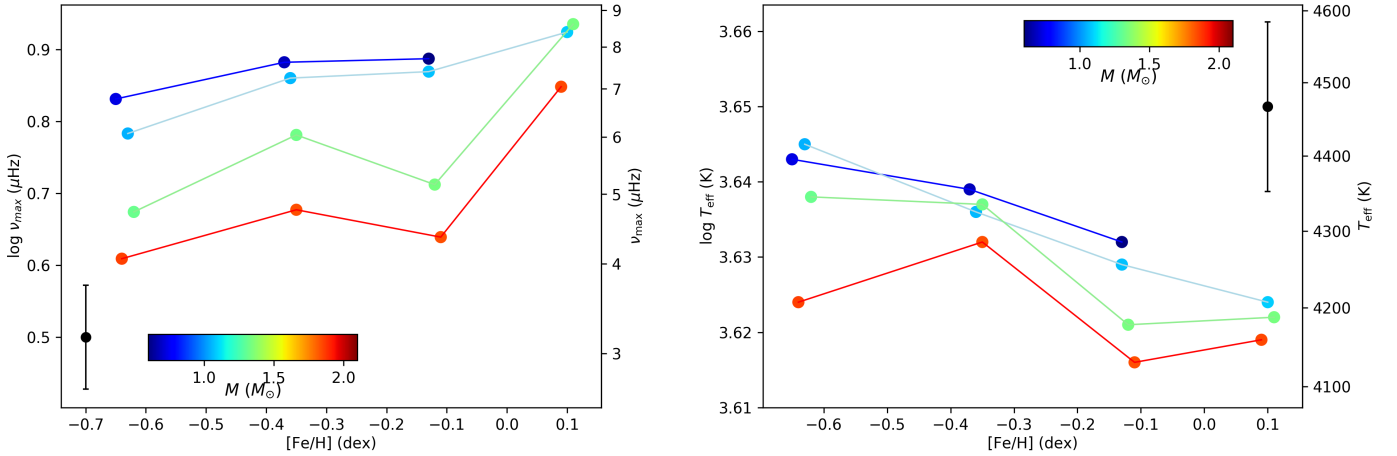 log ν_max (μHz)
0.9
0.8
0.7
0.6
0.5
9
8
7
6
5
4
3
ν_max (μHz)
1.0 1.5 2.0
M (M⊙)
−0.7 −0.6 −0.5 −0.4 −0.3 −0.2 −0.1 0.0 0.1
[Fe/H] (dex)
log T_eff (K)
3.66
3.65
3.64
3.63
3.62
3.61
4600
4500
4400
4300
4200
4100
T_eff (K)
1.0 1.5 2.0
M (M⊙)
−0.6 −0.5 −0.4 −0.3 −0.2 −0.1 0.0 0.1
[Fe/H] (dex)